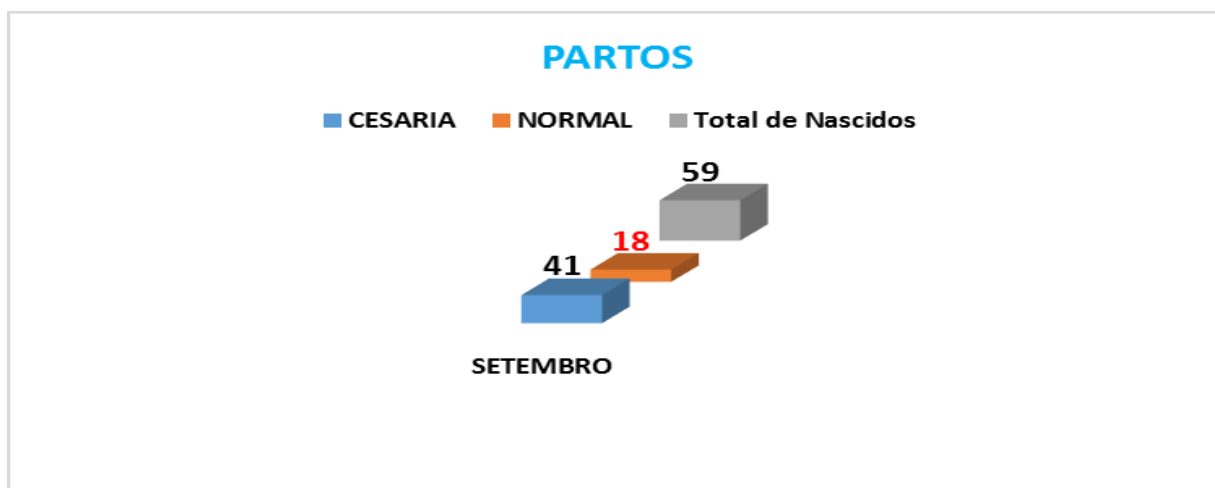 PARTOS
CESARIA NORMAL Total de Nascidos
59
18
41
SETEMBRO